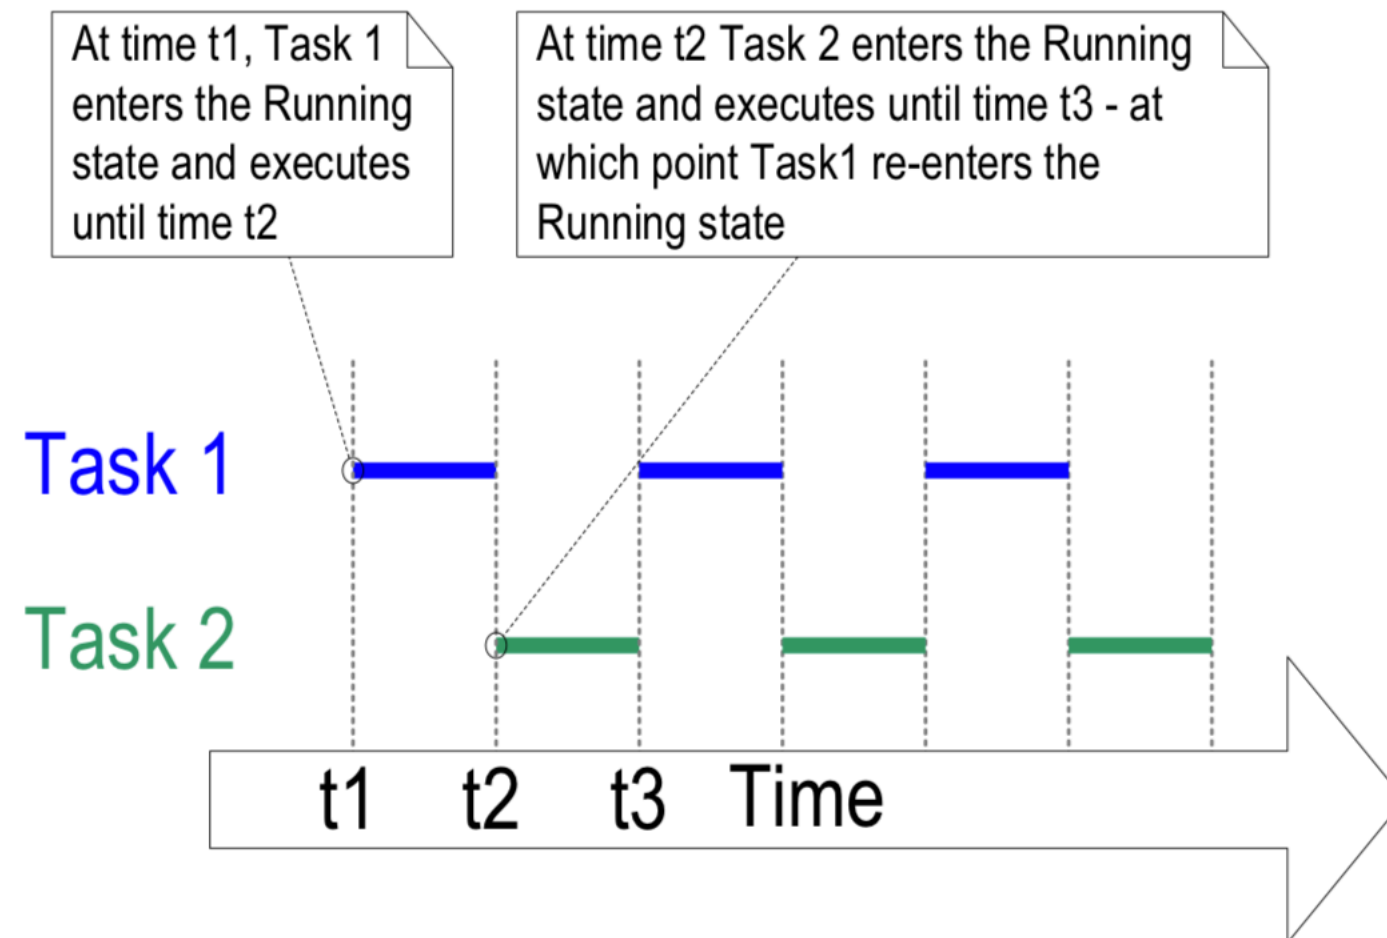 At time t1, Task 1
enters the Running
state and executes
until time t2
At time t2 Task 2 enters the Running
state and executes until time t3 - at
which point Task1 re-enters the
Running state
Task 1
Task 2
t1 t2 t3 Time